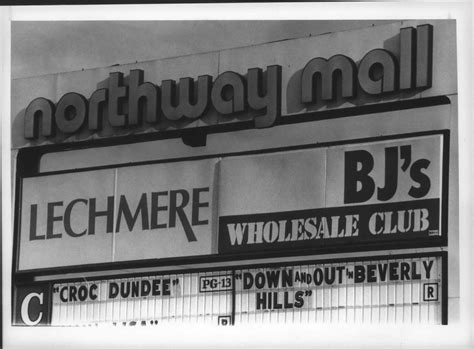 northway mall
LECHMERE
BJ's
WHOLESALE CLUB
C
"CROC DUNDEE" PG-13
"DOWN AND OUT IN BEVERLY
HILLS" R